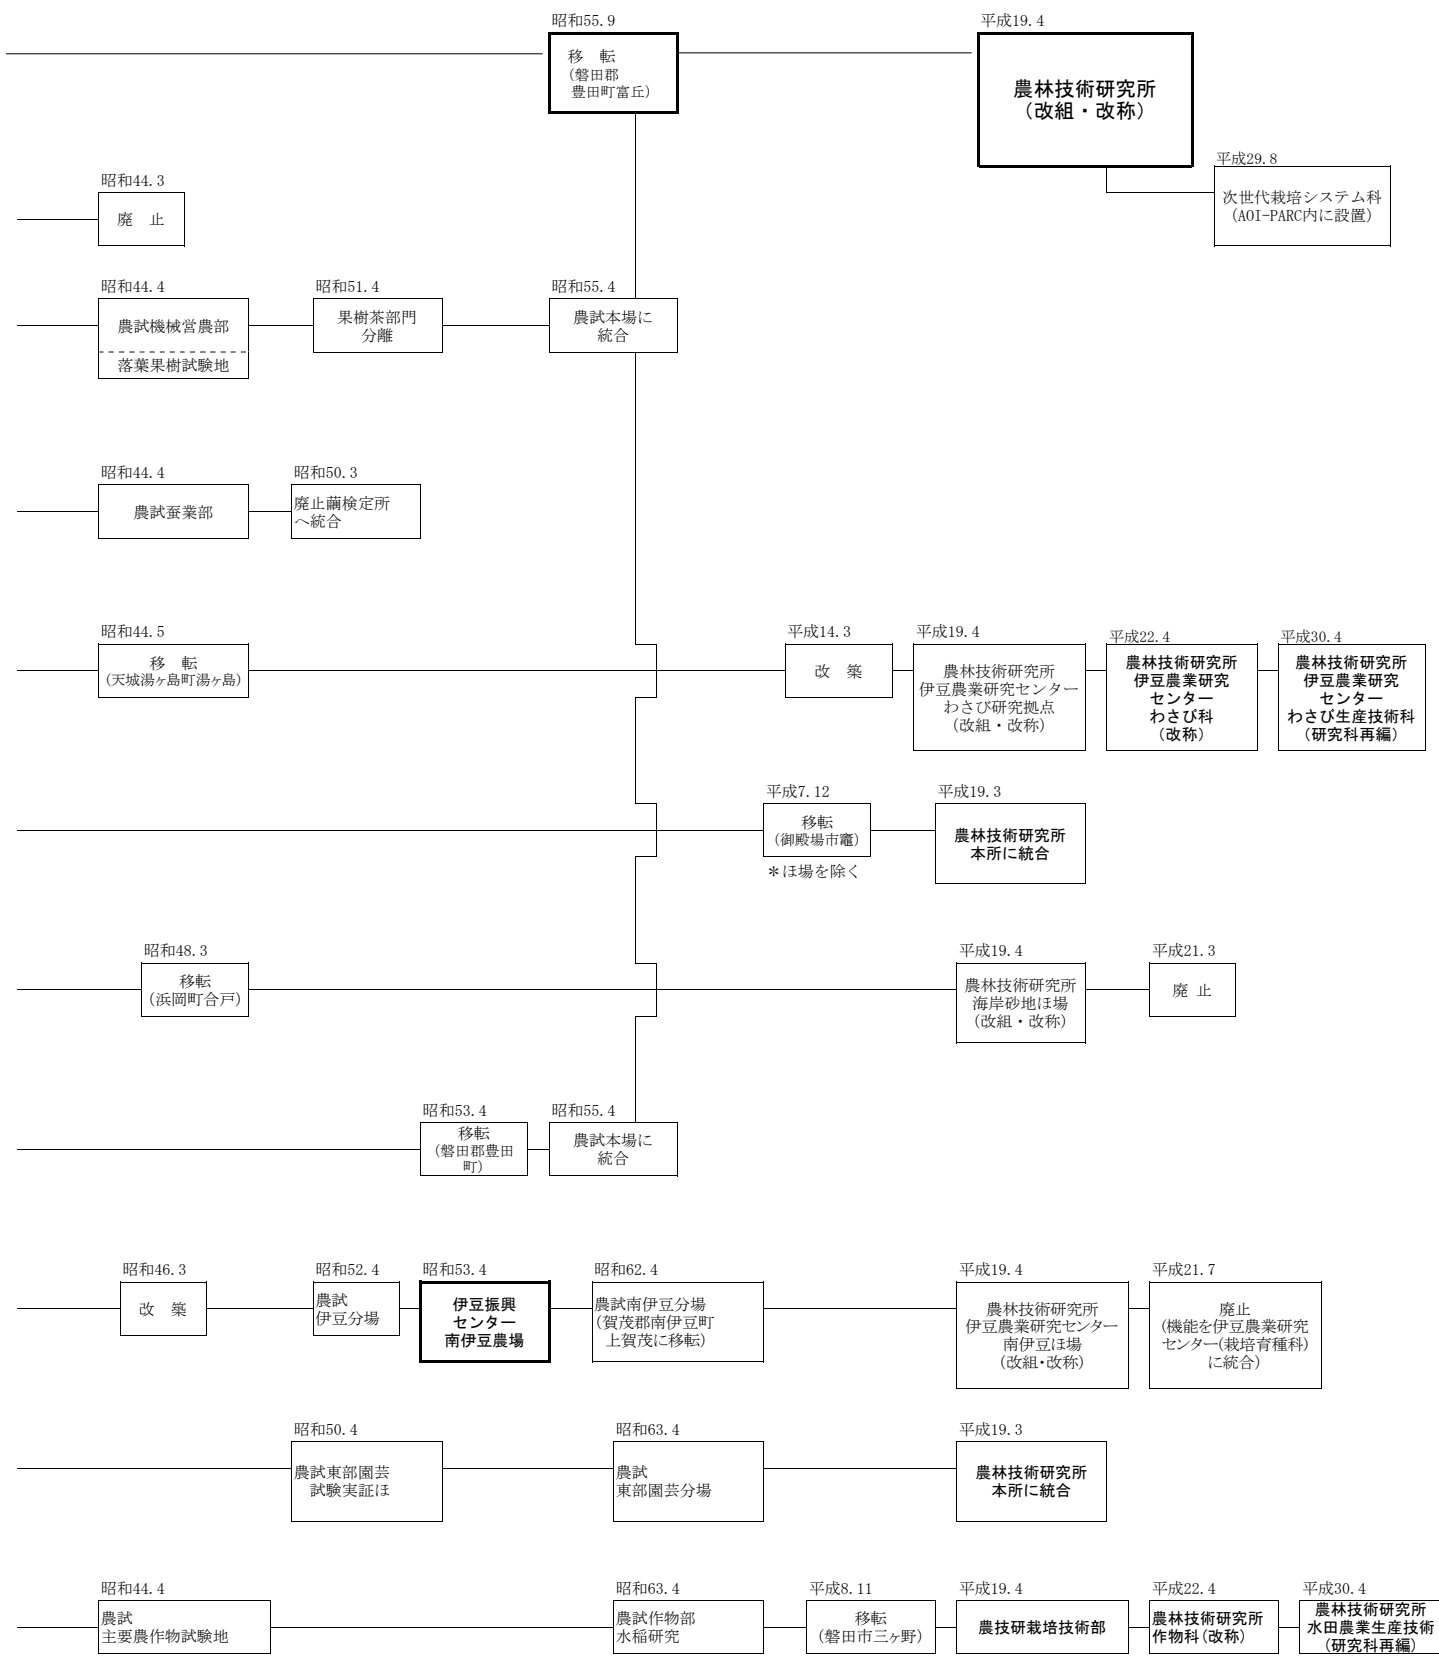 昭和55.9
移　転
(磐田郡
豊田町富丘)
平成19.4
農林技術研究所
（改組・改称）
平成29.8
次世代栽培システム科
(AOI-PARC内に設置)
昭和44.3
廃　止
昭和44.4
農試機械営農部
落葉果樹試験地
昭和51.4
果樹茶部門
分離
昭和55.4
農試本場に
統合
昭和44.4
農試蚕業部
昭和50.3
廃止繭検定所
へ統合
昭和44.5
移　転
(天城湯ヶ島町湯ヶ島)
平成14.3
改　築
平成19.4
農林技術研究所
伊豆農業研究センター
わさび研究拠点
(改組・改称)
平成22.4
農林技術研究所
伊豆農業研究
センター
わさび科
(改称)
平成30.4
農林技術研究所
伊豆農業研究
センター
わさび生産技術科
(研究科再編)
平成7.12
移転
(御殿場市竈)
＊ほ場を除く
平成19.3
農林技術研究所
本所に統合
昭和48.3
移転
(浜岡町合戸)
平成19.4
農林技術研究所
海岸砂地ほ場
(改組・改称)
平成21.3
廃 止
昭和53.4
移転
(磐田郡豊田
町)
昭和55.4
農試本場に
統合
昭和46.3
改　築
昭和52.4
農試
伊豆分場
昭和53.4
伊豆振興
センター
南伊豆農場
昭和62.4
農試南伊豆分場
(賀茂郡南伊豆町
上賀茂に移転)
平成19.4
農林技術研究所
伊豆農業研究センター
南伊豆ほ場
(改組・改称)
平成21.7
廃止
(機能を伊豆農業研究
センター(栽培育種科)
に統合)
昭和50.4
農試東部園芸
試験実証ほ
昭和63.4
農試
東部園芸分場
平成19.3
農林技術研究所
本所に統合
昭和44.4
農試
主要農作物試験地
昭和63.4
農試作物部
水稲研究
平成8.11
移転
(磐田市三ヶ野)
平成19.4
農技研栽培技術部
平成22.4
農林技術研究所
作物科(改称)
平成30.4
農林技術研究所
水田農業生産技術
(研究科再編)